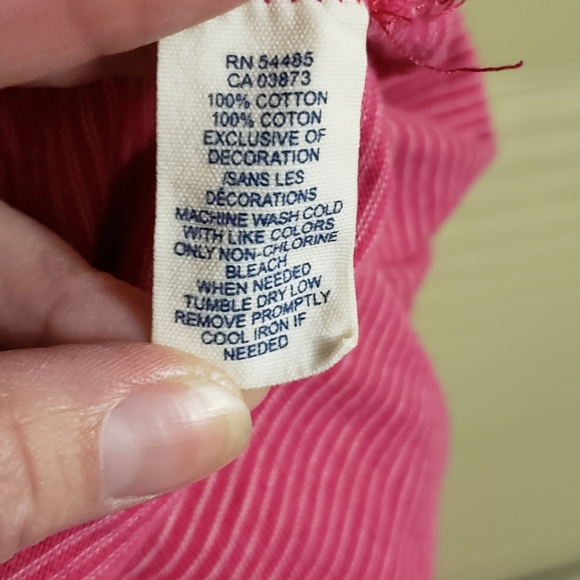 RN 54485
CA 03873
100% COTTON
100% COTON
EXCLUSIVE OF
DECORATION
/SANS LES
DÉCORATIONS
MACHINE WASH COLD
WITH LIKE COLORS
ONLY NON-CHLORINE
BLEACH
WHEN NEEDED
TUMBLE DRY LOW
REMOVE PROMPTLY
COOL IRON IF
NEEDED